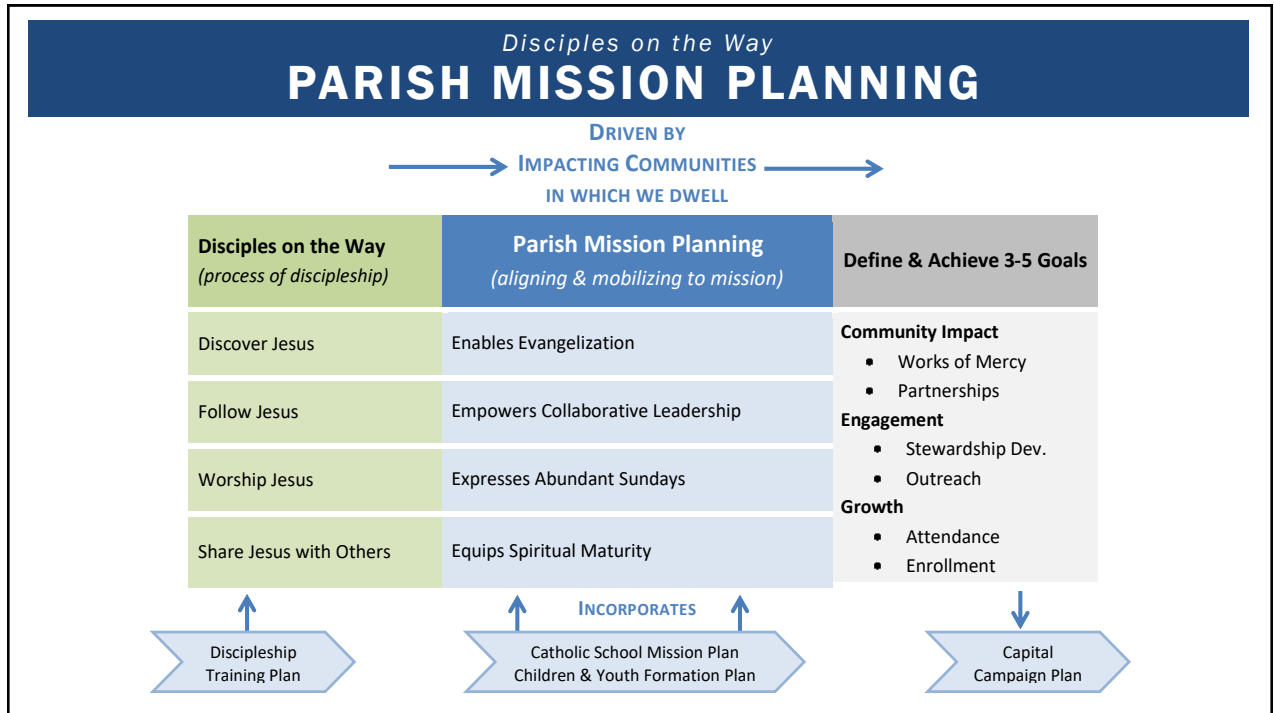 Disciples on the Way
PARISH MISSION PLANNING
DRIVEN BY
IMPACTING COMMUNITIES
IN WHICH WE DWELL
Disciples on the Way
(process of discipleship)
Parish Mission Planning
(aligning & mobilizing to mission)
Define & Achieve 3-5 Goals
Discover Jesus
Enables Evangelization
Follow Jesus
Empowers Collaborative Leadership
Worship Jesus
Expresses Abundant Sundays
Share Jesus with Others
Equips Spiritual Maturity
Community Impact
• Works of Mercy
• Partnerships
Engagement
• Stewardship Dev.
• Outreach
Growth
• Attendance
• Enrollment
INCORPORATES
Discipleship
Training Plan
Catholic School Mission Plan
Children & Youth Formation Plan
Capital
Campaign Plan